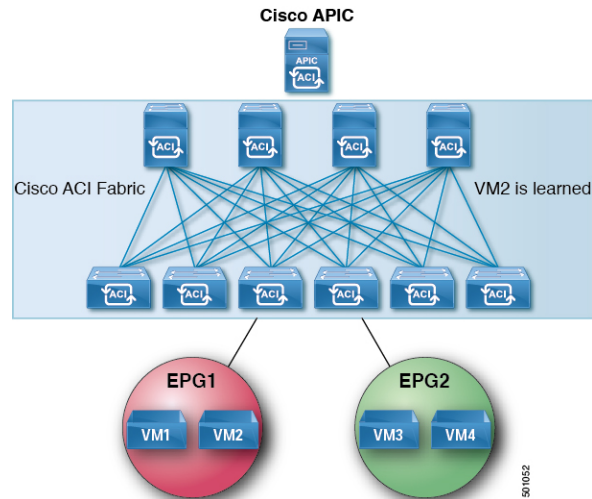 Cisco APIC
APIC
ACI
ACI
ACI
ACI
ACI
Cisco ACI Fabric
VM2 is learned
ACI
ACI
ACI
ACI
ACI
ACI
EPG1
EPG2
VM1
VM2
VM3
VM4
501052